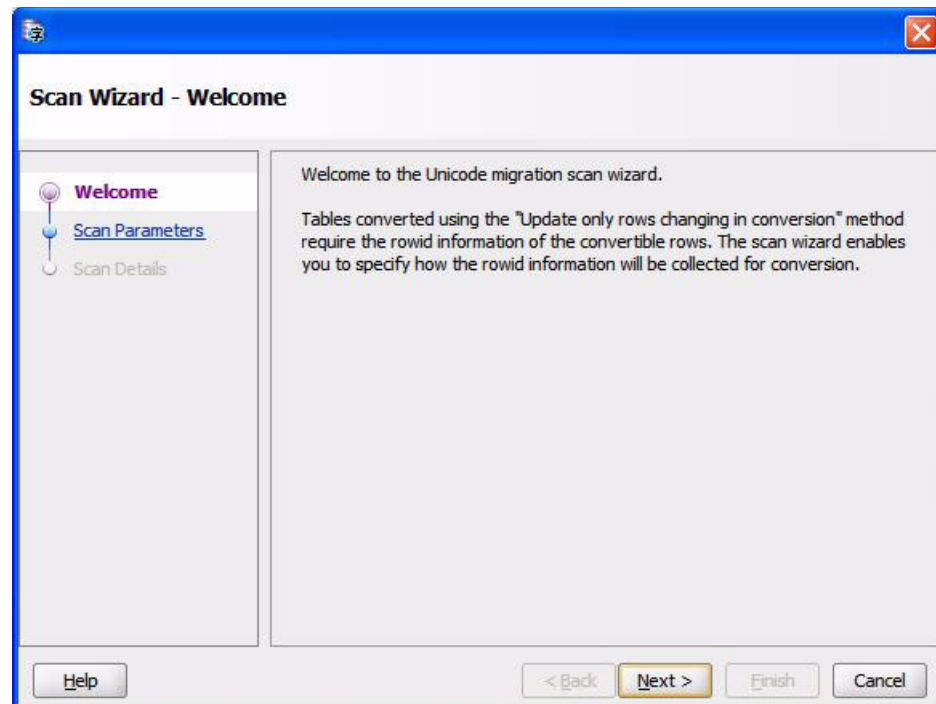 字
Scan Wizard - Welcome
Welcome
Scan Parameters
Scan Details
Welcome to the Unicode migration scan wizard.
Tables converted using the "Update only rows changing in conversion" method
require the rowid information of the convertible rows. The scan wizard enables
you to specify how the rowid information will be collected for conversion.
Help
< Back
Next >
Finish
Cancel